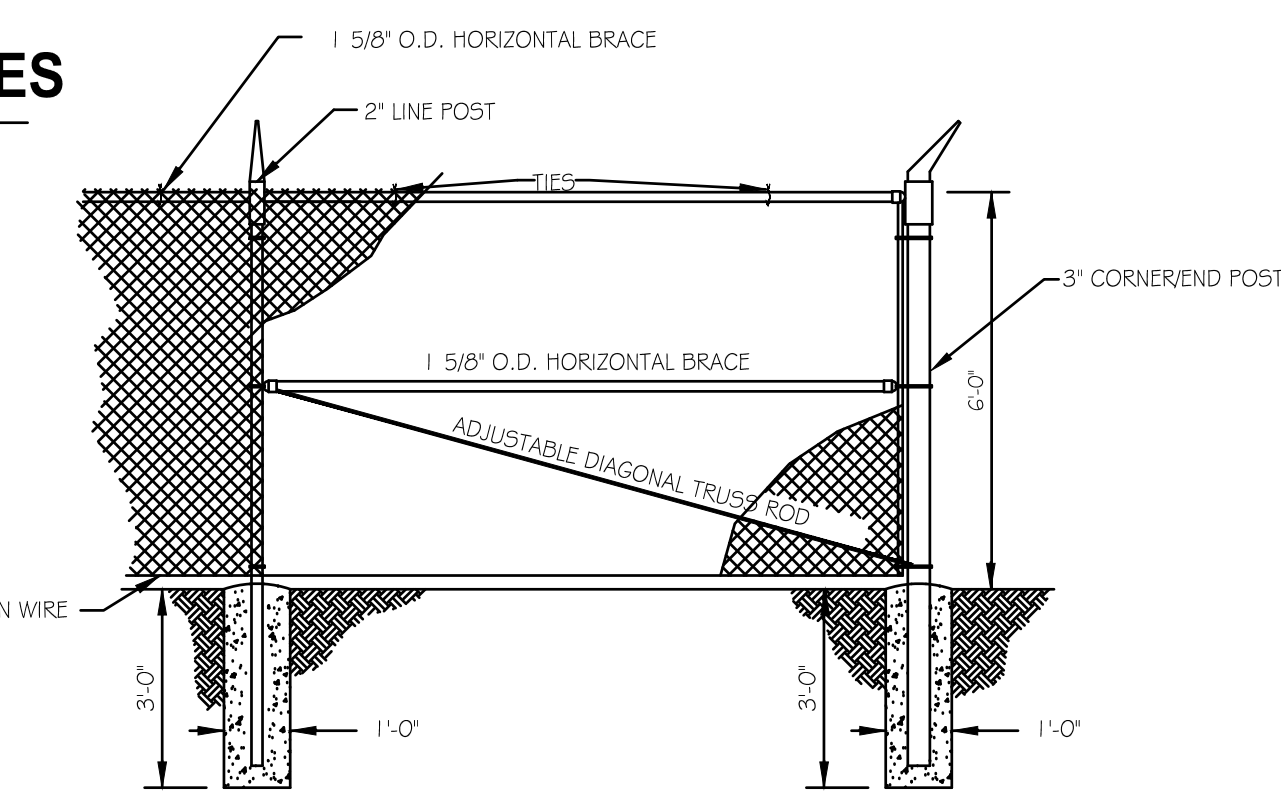 1 5/8" O.D. HORIZONTAL BRACE
ES
2" LINE POST
TIES
3" CORNER/END POST
1 5/8" O.D. HORIZONTAL BRACE
6'-0"
ADJUSTABLE DIAGONAL TRUSS ROD
N WIRE
3'-0"
3'-0"
1'-0"
1'-0"